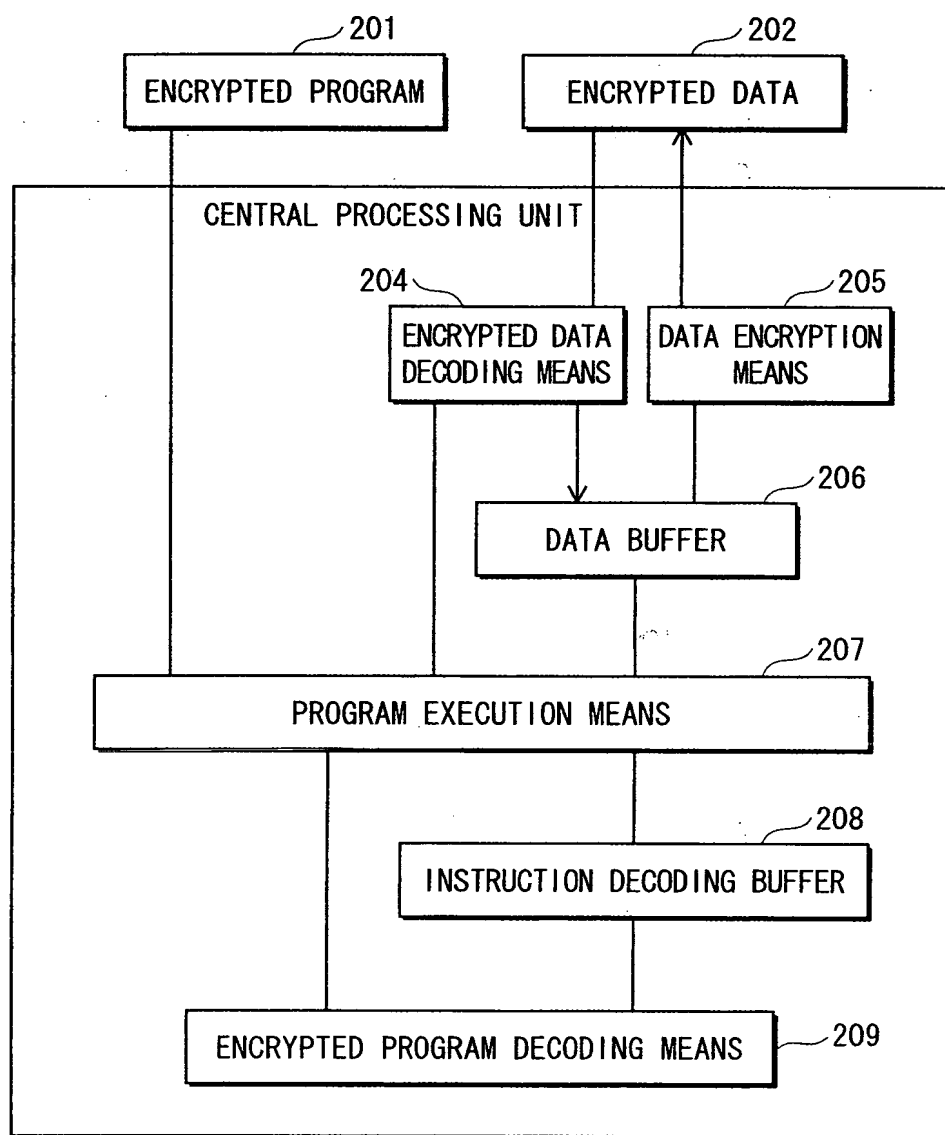 201
202
ENCRYPTED PROGRAM
ENCRYPTED DATA
CENTRAL PROCESSING UNIT
204
205
ENCRYPTED DATA
DECODING MEANS
DATA ENCRYPTION
MEANS
206
DATA BUFFER
207
PROGRAM EXECUTION MEANS
208
INSTRUCTION DECODING BUFFER
ENCRYPTED PROGRAM DECODING MEANS
209